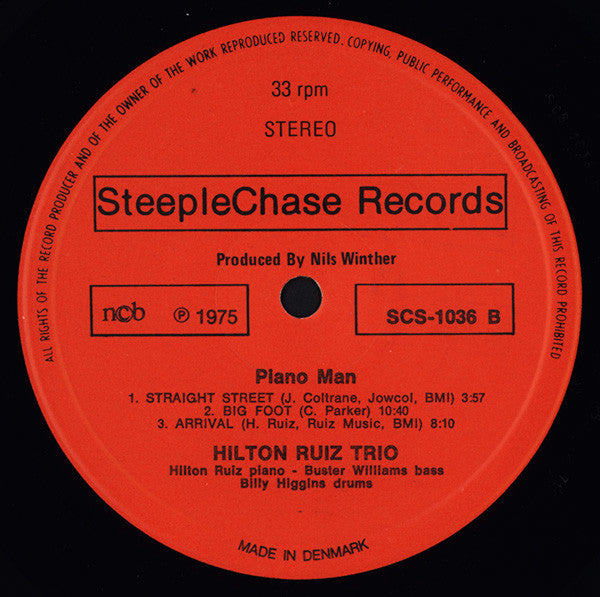 ALL RIGHTS OF THE RECORD PRODUCER AND OF THE OWNER OF THE WORK REPRODUCED RESERVED. COPYING, PUBLIC PERFORMANCE AND BROADCASTING OF THIS RECORD PROHIBITED
33 rpm
STEREO
SteepleChase Records
Produced By Nils Winther
ncb ℗ 1975 SCS-1036 B
Piano Man
1. STRAIGHT STREET (J. Coltrane, Jowcol, BMI) 3:57
2. BIG FOOT (C. Parker) 10:40
3. ARRIVAL (H. Ruiz, Ruiz Music, BMI) 8:10
HILTON RUIZ TRIO
Hilton Ruiz piano - Buster Williams bass
Billy Higgins drums
MADE IN DENMARK